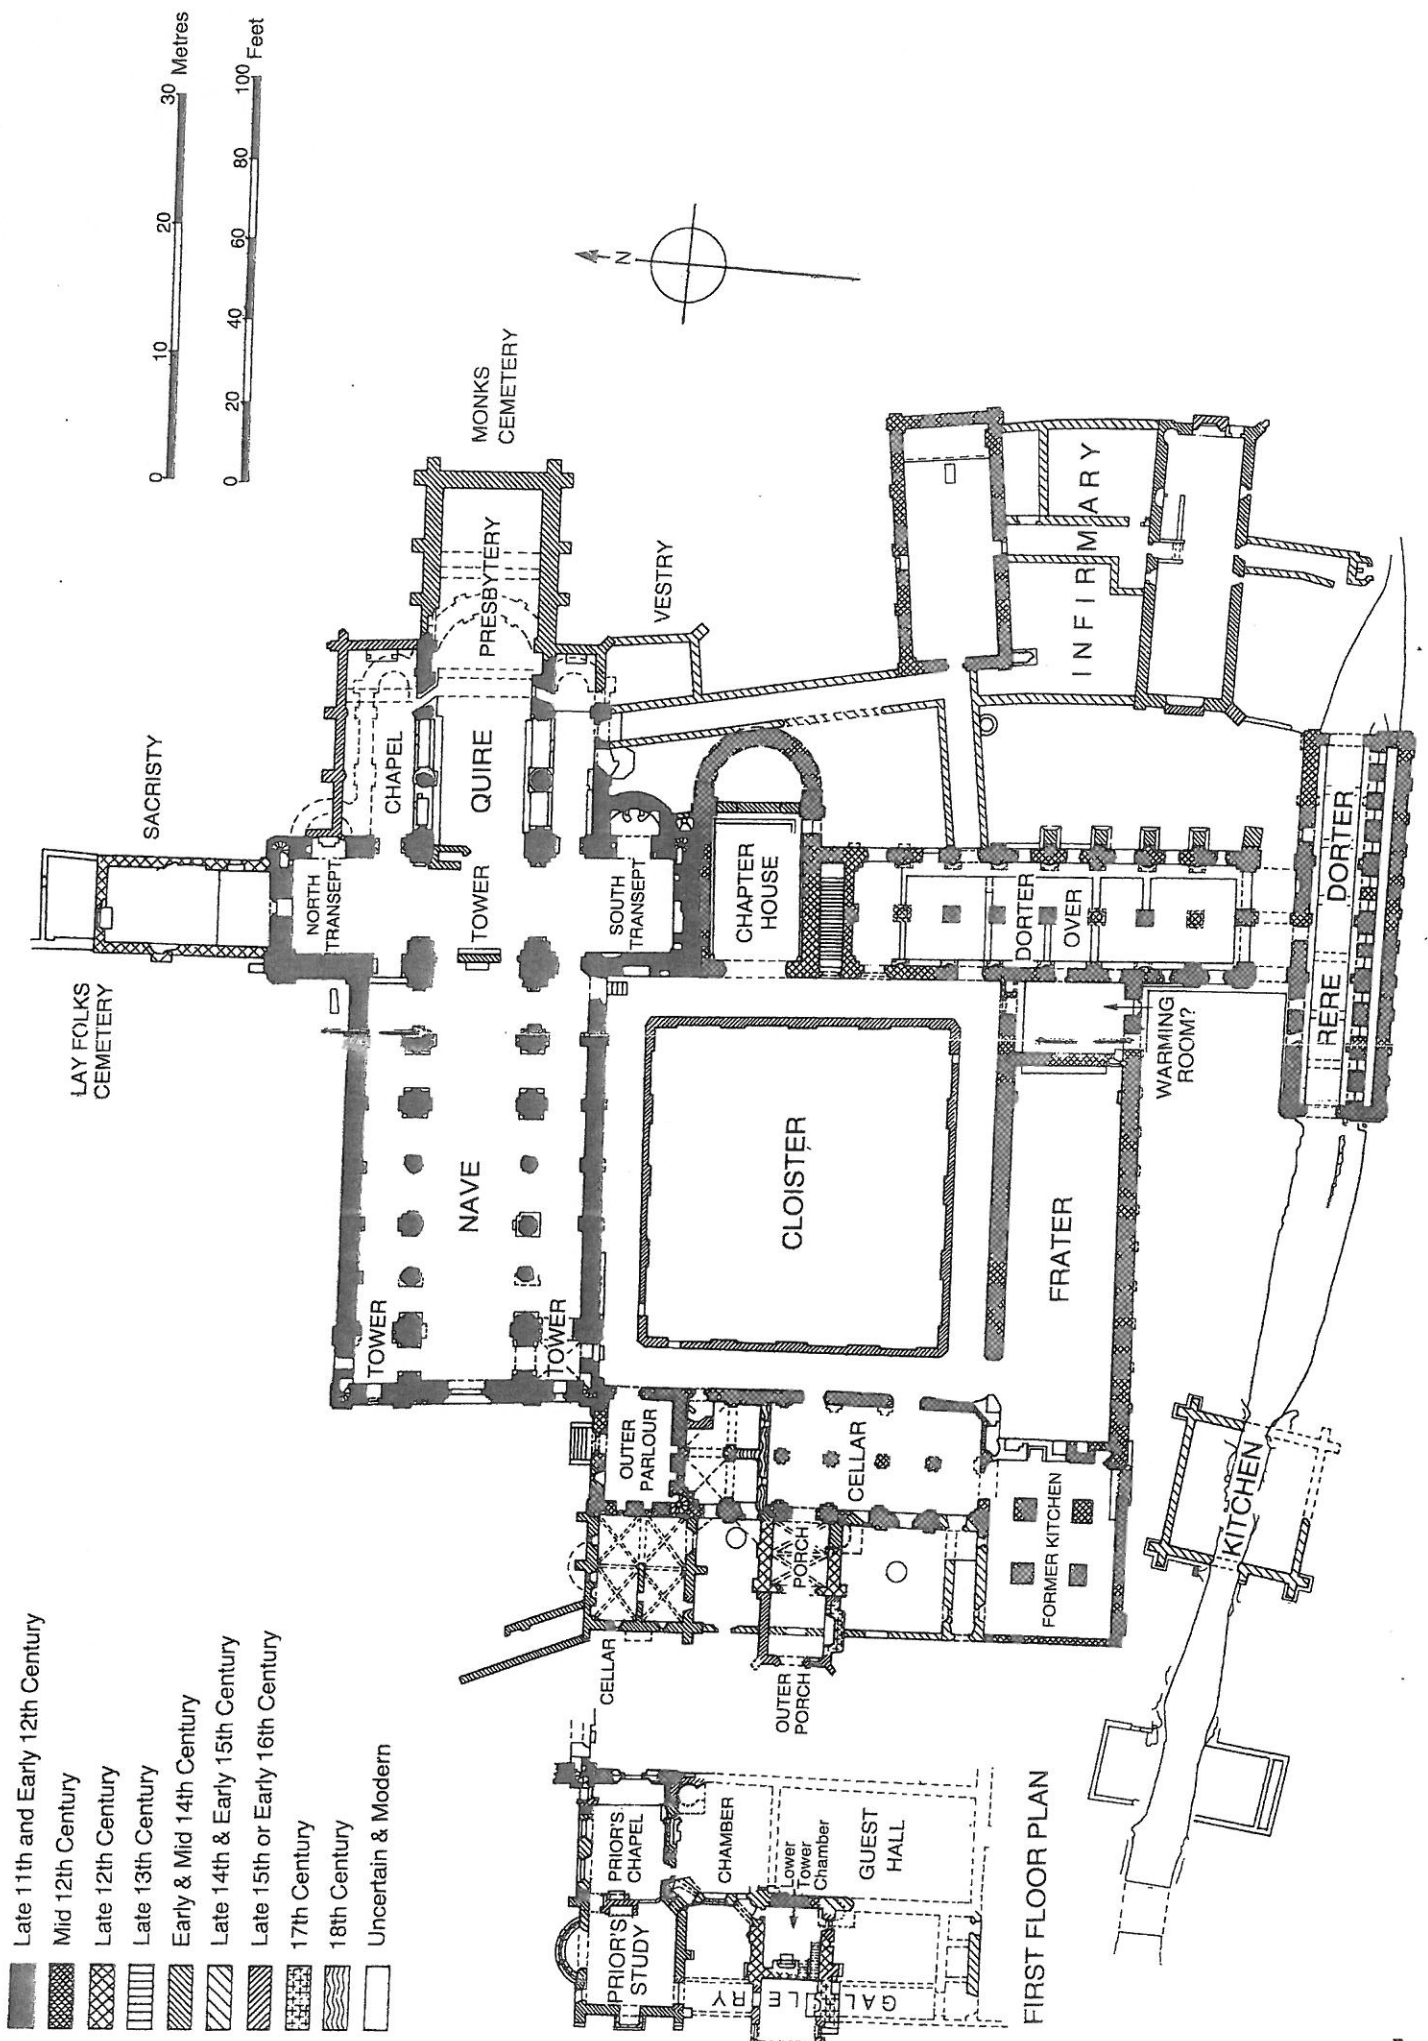 Late 11th and Early 12th Century
Mid 12th Century
Late 12th Century
Late 13th Century
Early & Mid 14th Century
Late 14th & Early 15th Century
Late 15th or Early 16th Century
17th Century
18th Century
Uncertain & Modern
0 10 20 30 Metres
0 20 40 60 80 100 Feet
N
LAY FOLKS
CEMETERY
SACRISTY
NORTH
TRANSEPT
CHAPEL
MONKS
CEMETERY
TOWER
NAVE
TOWER
QUIRE
PRESBYTERY
TOWER
SOUTH
TRANSEPT
VESTRY
OUTER
PARLOUR
CELLAR
CHAPTER
HOUSE
CLOISTER
CELLAR
PORCH
OUTER
PORCH
DORTER
OVER
INFIRMARY
FORMER KITCHEN
FRATER
WARMING
ROOM?
KITCHEN
RERE DORTER
PRIOR'S
CHAPEL
PRIOR'S
STUDY
CHAMBER
Lower
Tower
Chamber
GUEST
HALL
GALLERY
FIRST FLOOR PLAN